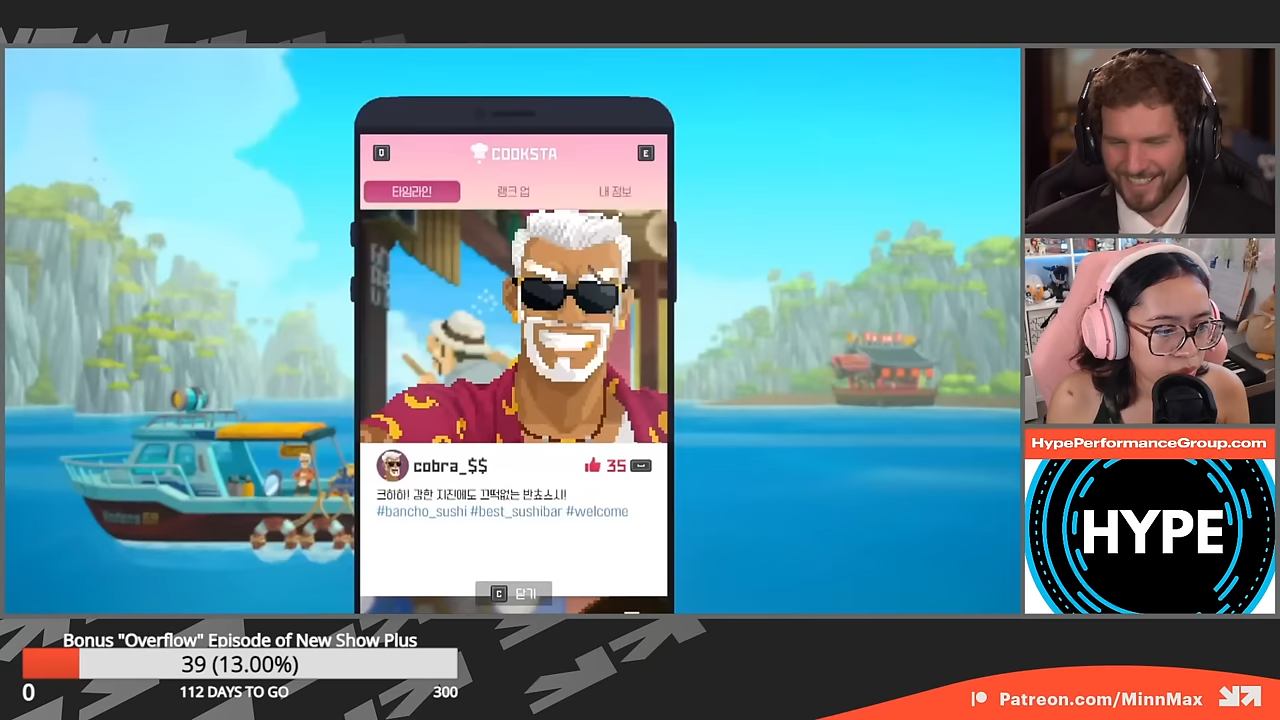 Q
COOKSTA
E
타임라인
랭크 업
내 정보
cobra_$$
35
크하하! 강한 지진에도 끄떡없는 반쵸스시!
#bancho_sushi #best_sushibar #welcome
C 닫기
HypePerformanceGroup.com
HYPE
Bonus "Overflow" Episode of New Show Plus
39 (13.00%)
0
112 DAYS TO GO
300
Patreon.com/MinnMax